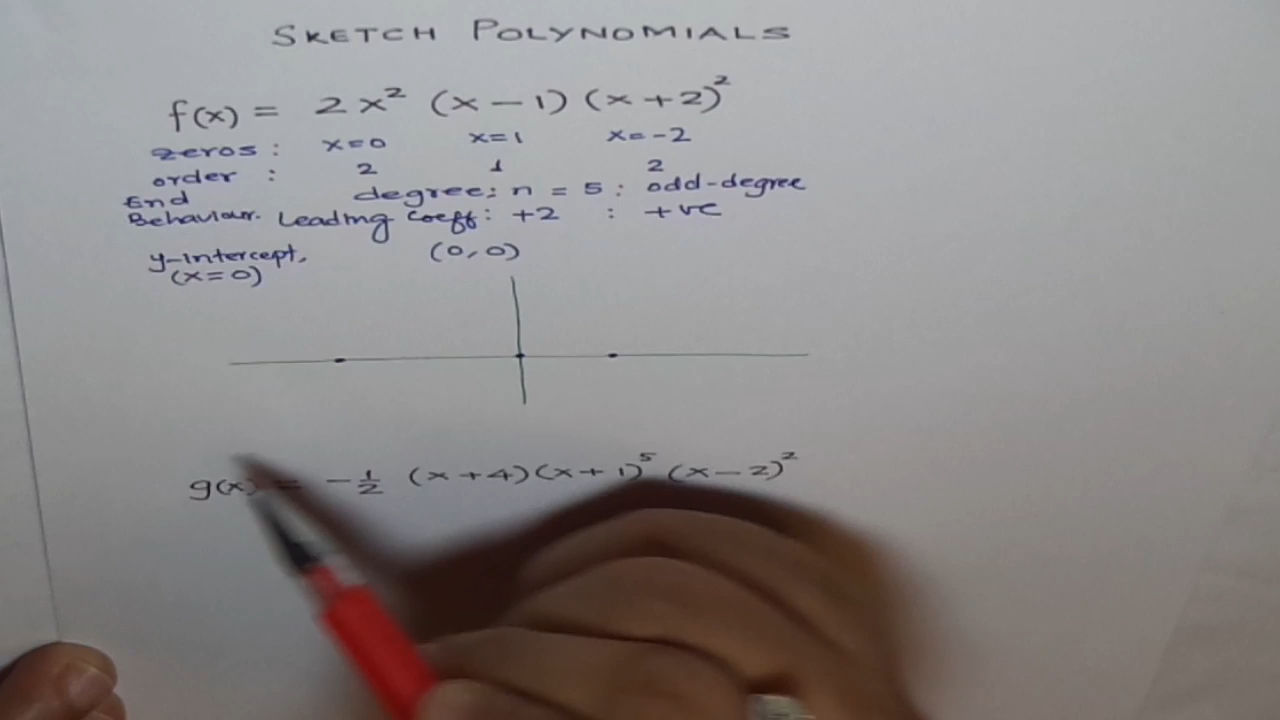 SKETCH POLYNOMIALS
f(x) = 2x² (x-1) (x+2)²
zeros : x=0 x=1 x=-2
order : 2 1 2
End degree: n = 5 : odd-degree
Behaviour. Leading Coeff: +2 : +ve
y-intercept, (0,0)
(x=0)
g(x) = -1/2 (x+4)(x+1)⁵ (x-2)²